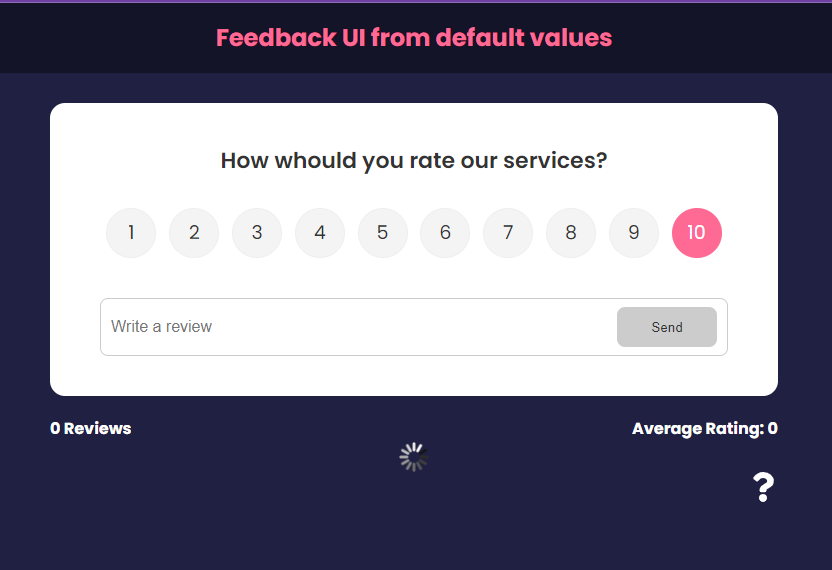 Feedback UI from default values
How whould you rate our services?
1 2 3 4 5 6 7 8 9 10
Write a review Send
0 Reviews Average Rating: 0
?